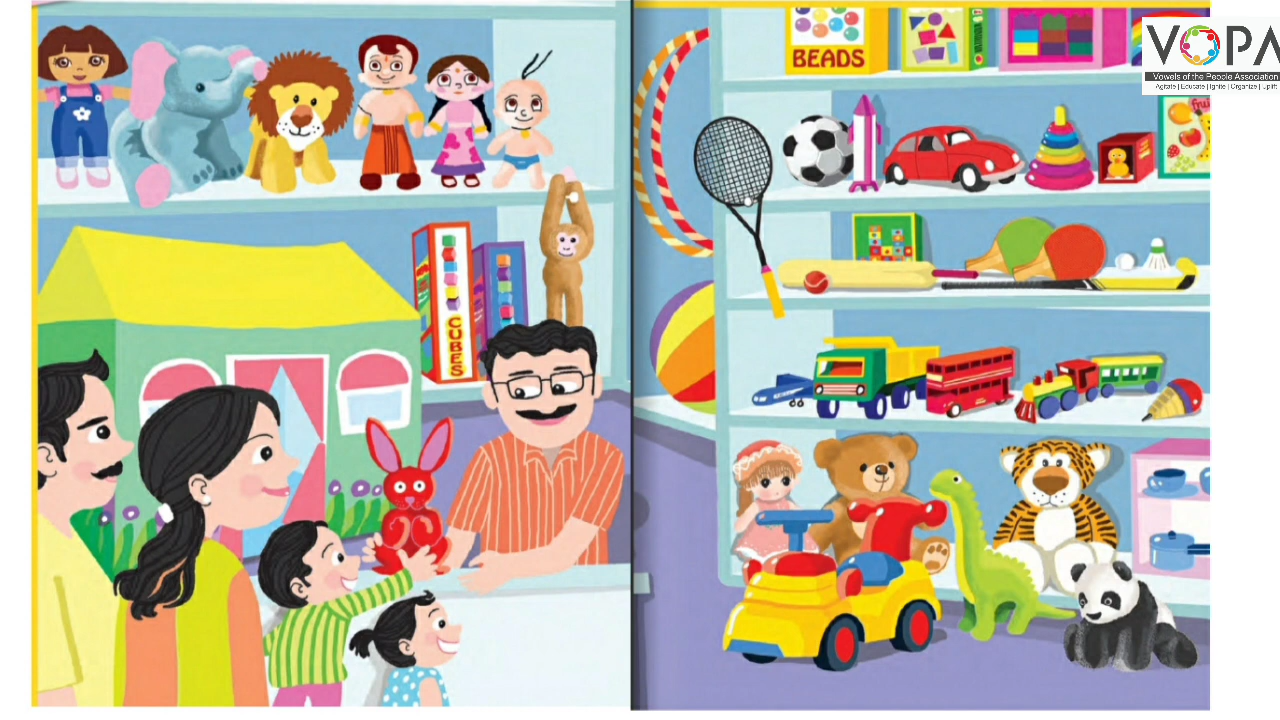 BEADS
VOPA
Vowels of the People Association
Agitate | Educate | Ignite | Organize | Uplift
CUBES